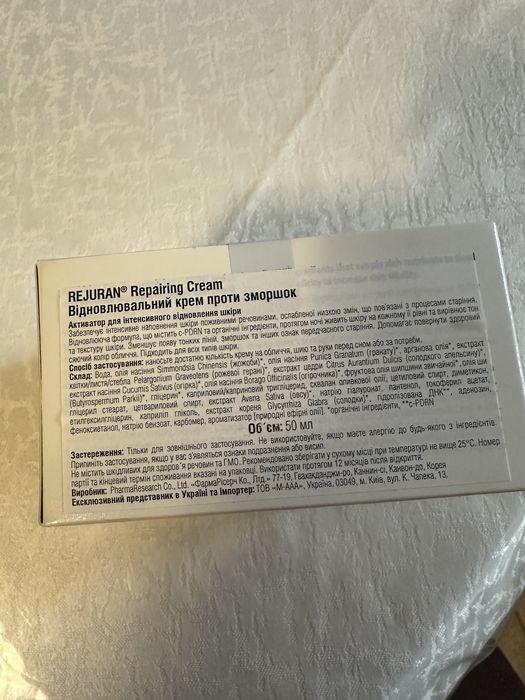 REJURAN® Repairing Cream
Відновлювальний крем проти зморшок
Активатор для інтенсивного відновлення шкіри
Забезпечує інтенсивне наповнення шкіри поживними речовинами, ослабленої низкою змін, що пов'язані з процесами старіння.
Відновлююча формула, що містить c-PDRN та органічні інгредієнти, протягом ночі живить шкіру на кожному її рівні та вирівнює тон
та текстуру шкіри. Зменшує появу тонких ліній, зморшок та інших ознак передчасного старіння. Допомагає повернути здоровий
сяючий колір обличчя. Підходить для всіх типів шкіри.
Спосіб застосування: наносьте достатню кількість крему на обличчя, шию та руки перед сном або за потреби.
Склад: Вода, олія насіння Simmondsia Chinensis (жожоби)*, олія насіння Punica Granatum (гранату)*, арганова олія*, екстракт
квітки/листя/стебла Pelargonium Graveolens (рожевої герані)*, екстракт цедри Citrus Aurantium Dulcis (солодкого апельсину)*,
екстракт насіння Cucumis Sativus (огірка)*, олія насіння Borago Officinalis (огірочника)*, фруктова олія шипшини звичайної*, олія ши
(Butyrospermum Parkii)*, гліцерин*, каприловий/каприновий тригліцерид, сквалан оливкової олії, цетиловий спирт, диметикон,
гліцерил стеарат, цетеариловий спирт, екстракт Avena Sativa (овсу)*, натрію гіалуронат, пантенол, токоферил ацетат,
етилгексилгліцерин, каприліл гліколь, екстракт кореня Glycyrrhiza Glabra (солодки)*, гідролізована ДНК**, аденозин,
феноксиетанол, натрію бензоат, карбомер, ароматизатор [природні ефірні олії]. *органічні інгредієнти, **c-PDRN
Об'єм: 50 мл
Застереження: Тільки для зовнішнього застосування. Не використовуйте, якщо маєте алергію до будь-якого з інгредієнтів.
Припиніть застосування, якщо у вас з'являться ознаки подразнення або висип.
Не містить шкідливих для здоров'я речовин та ГМО. Рекомендовано зберігати у сухому місці при температурі не вище 25°С. Номер
партії та кінцевий термін споживання вказані на упаковці. Використати протягом 12 місяців після відкриття.
Виробник: PharmaResearch Co., Ltd. «ФармаРісерч Ко., Лтд.» 77-19, Гвахакданджі-ро, Каннин-сі, Канвон-до, Корея
Ексклюзивний представник в Україні та Імпортер: ТОВ «М-ААА», Україна, 03049, м. Київ, вул. К. Чапека, 13.